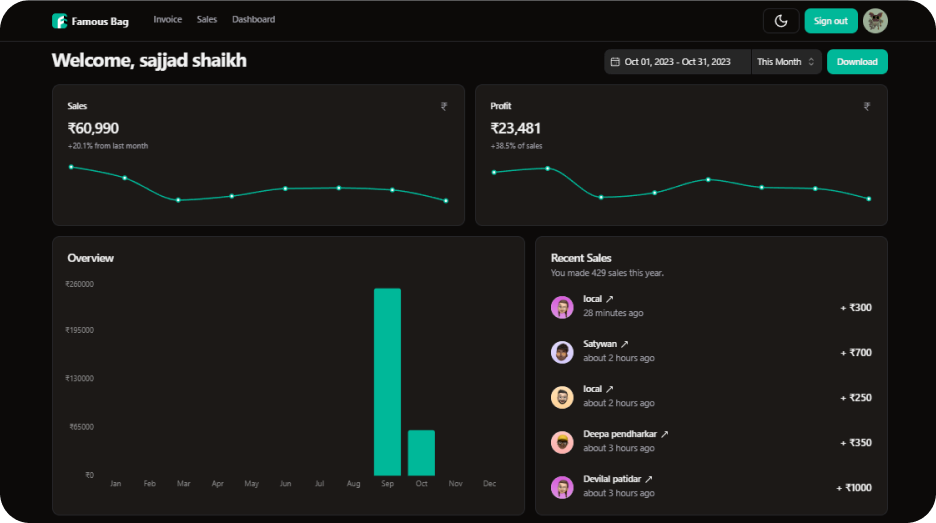 Famous Bag
Invoice Sales Dashboard
Sign out
Welcome, sajjad shaikh
Oct 01, 2023 - Oct 31, 2023
This Month
Download
Sales
₹
₹60,990
+20.1% from last month
Profit
₹
₹23,481
+38.5% of sales
Overview
₹260000
₹195000
₹130000
₹65000
₹0
Jan Feb Mar Apr May Jun Jul Aug Sep Oct Nov Dec
Recent Sales
You made 429 sales this year.
local ↗
28 minutes ago
+ ₹300
Satywan ↗
about 2 hours ago
+ ₹700
local ↗
about 2 hours ago
+ ₹250
Deepa pendharkar ↗
about 3 hours ago
+ ₹350
Devilal patidar ↗
about 3 hours ago
+ ₹1000